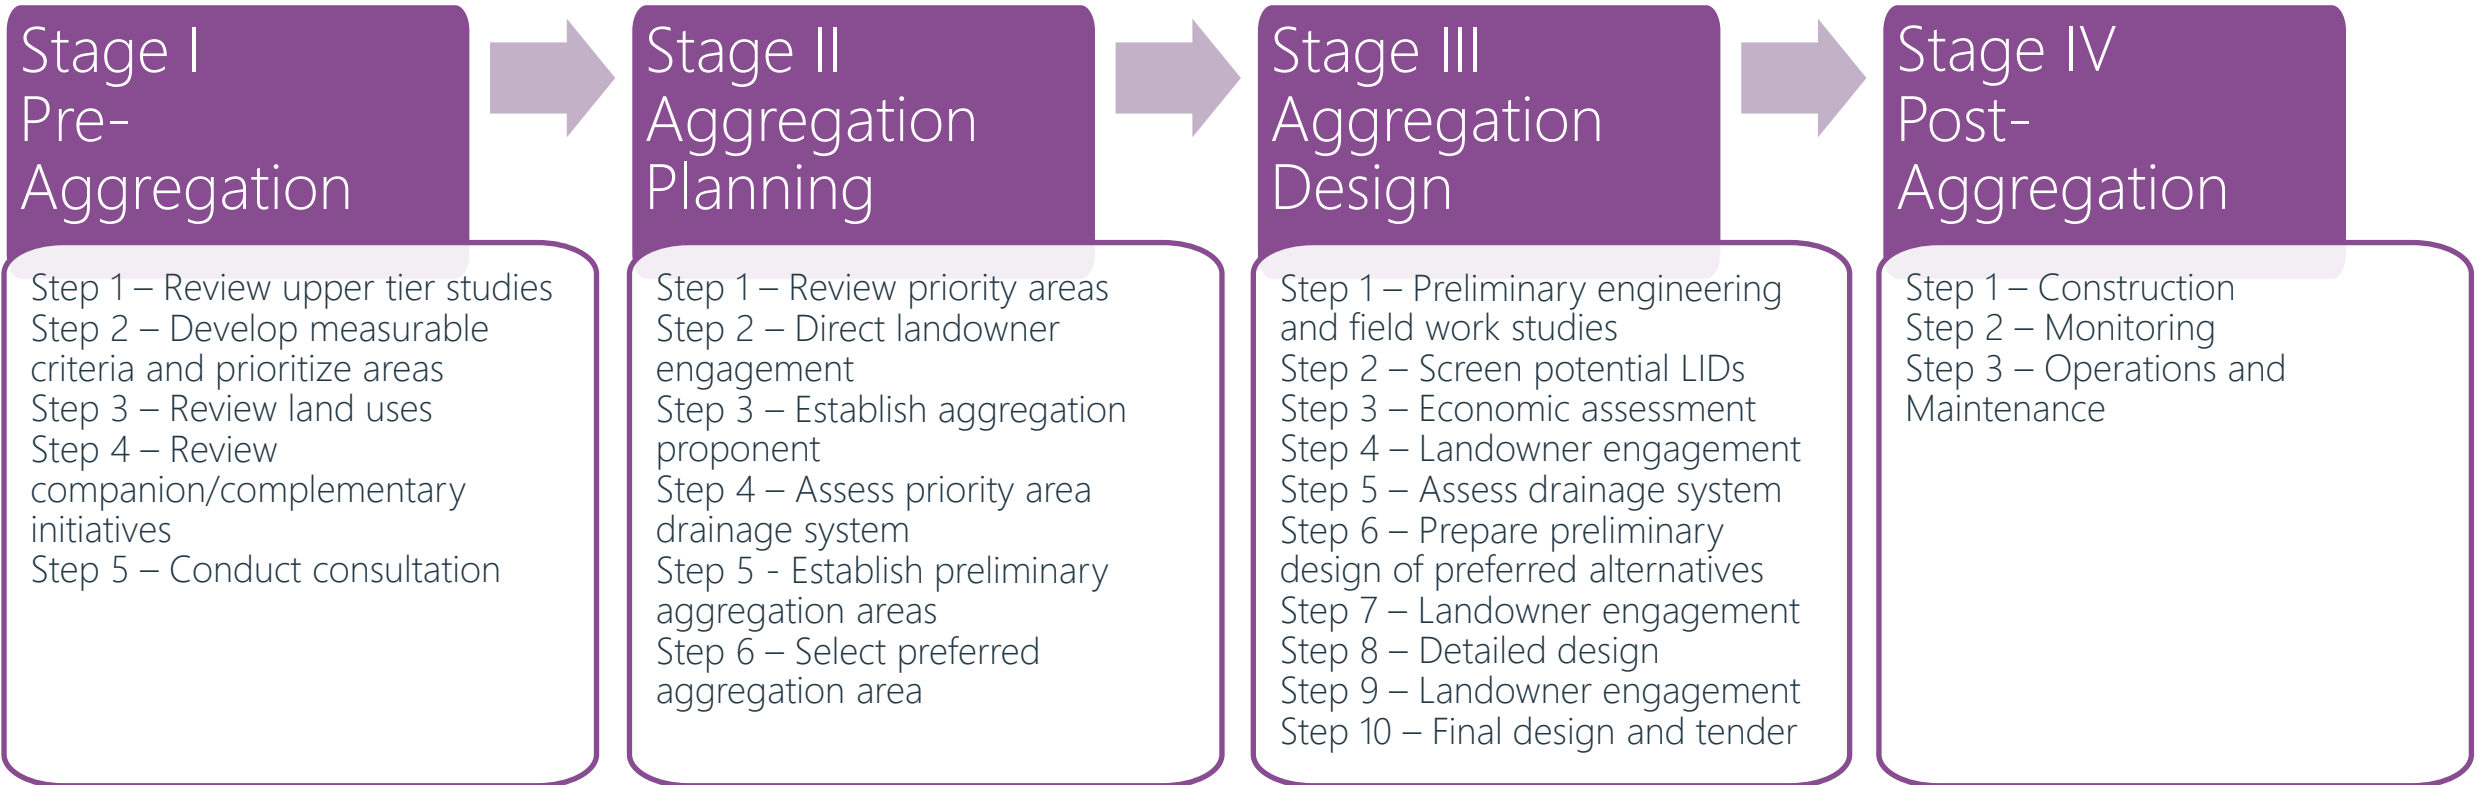 Stage I
Pre-
Aggregation
Step 1 – Review upper tier studies
Step 2 – Develop measurable
criteria and prioritize areas
Step 3 – Review land uses
Step 4 – Review
companion/complementary
initiatives
Step 5 – Conduct consultation
Stage II
Aggregation
Planning
Step 1 – Review priority areas
Step 2 – Direct landowner
engagement
Step 3 – Establish aggregation
proponent
Step 4 – Assess priority area
drainage system
Step 5 - Establish preliminary
aggregation areas
Step 6 – Select preferred
aggregation area
Stage III
Aggregation
Design
Step 1 – Preliminary engineering
and field work studies
Step 2 – Screen potential LIDs
Step 3 – Economic assessment
Step 4 – Landowner engagement
Step 5 – Assess drainage system
Step 6 – Prepare preliminary
design of preferred alternatives
Step 7 – Landowner engagement
Step 8 – Detailed design
Step 9 – Landowner engagement
Step 10 – Final design and tender
Stage IV
Post-
Aggregation
Step 1 – Construction
Step 2 – Monitoring
Step 3 – Operations and
Maintenance